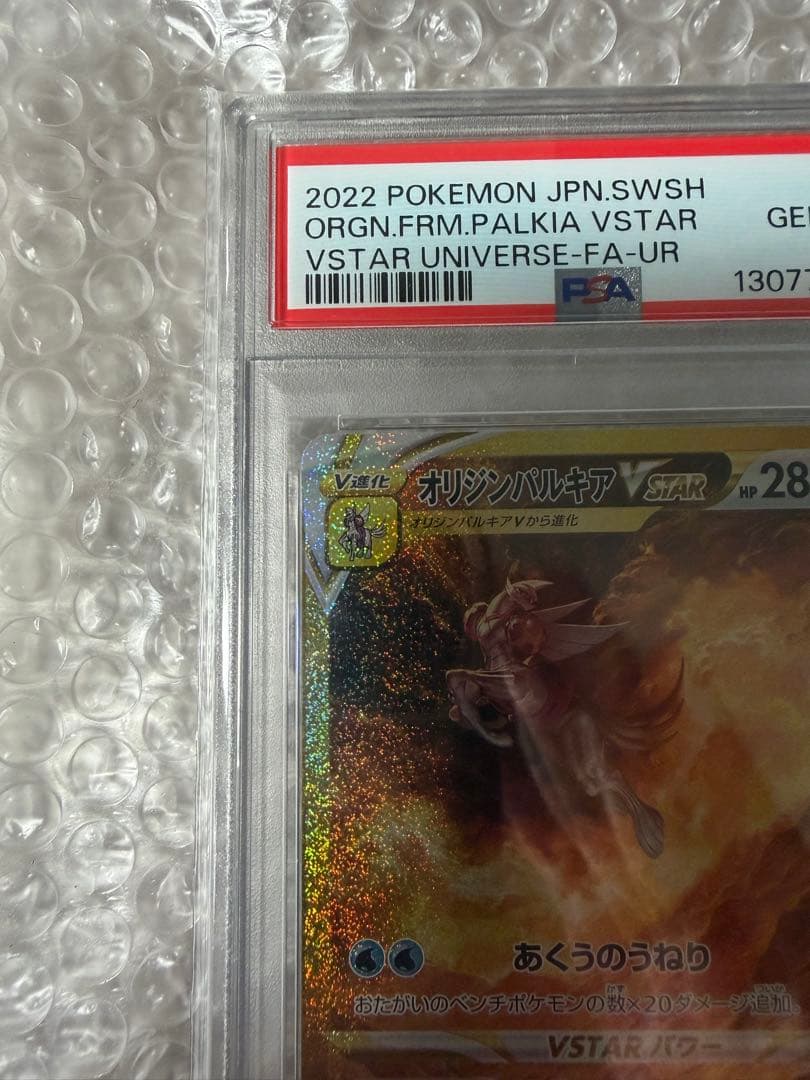 2022 POKEMON JPN.SWSH
ORGN.FRM.PALKIA VSTAR
VSTAR UNIVERSE-FA-UR
PSA
V進化
オリジンパルキア VSTAR HP 28
オリジンパルキアVから進化
あくうのうねり
おたがいのベンチポケモンの数×20ダメージ追加。
VSTARパワー